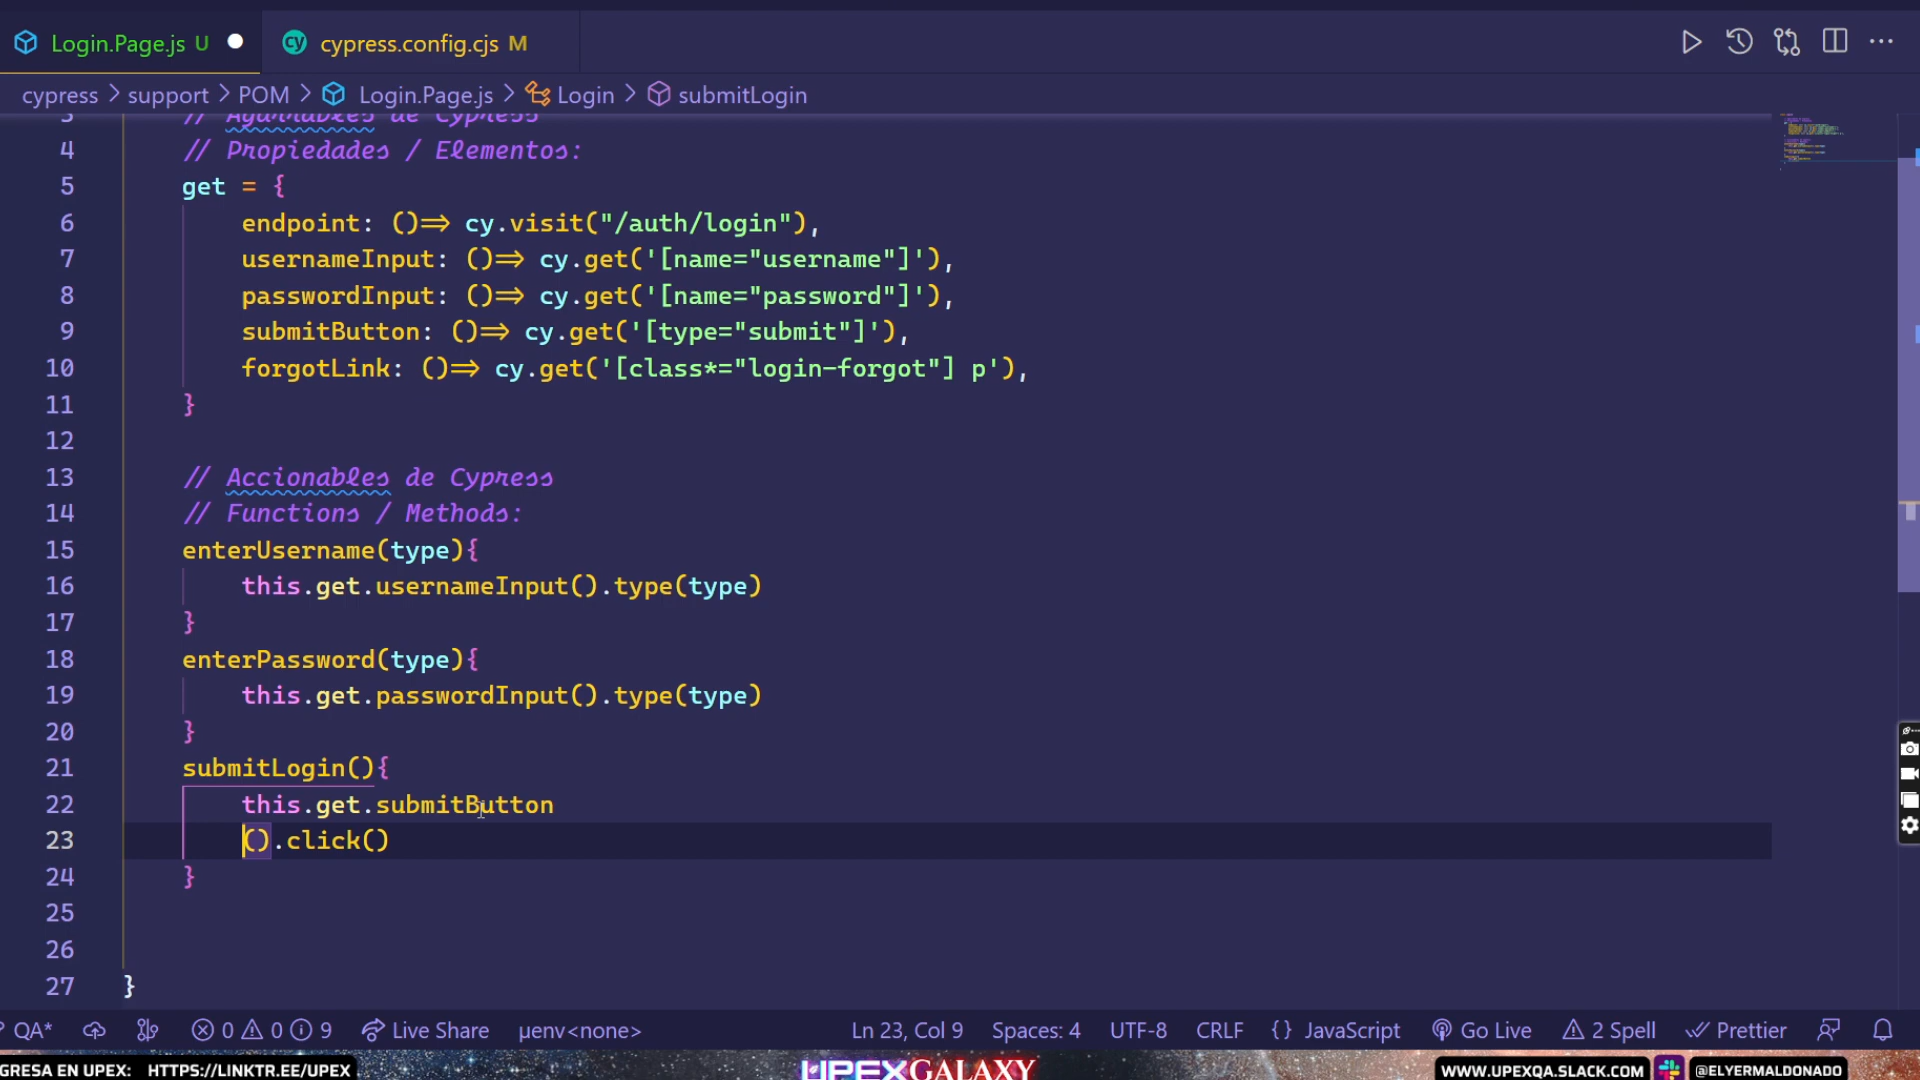 Login.Page.js U
cypress.config.cjs M
cypress > support > POM > Login.Page.js > Login > submitLogin
3 // Agarrables de Cypress
4 // Propiedades / Elementos:
5 get = {
6 endpoint: ()=> cy.visit("/auth/login"),
7 usernameInput: ()=> cy.get('[name="username"]'),
8 passwordInput: ()=> cy.get('[name="password"]'),
9 submitButton: ()=> cy.get('[type="submit"]'),
10 forgotLink: ()=> cy.get('[class*="login-forgot"] p'),
11 }
12
13 // Accionables de Cypress
14 // Functions / Methods:
15 enterUsername(type){
16 this.get.usernameInput().type(type)
17 }
18 enterPassword(type){
19 this.get.passwordInput().type(type)
20 }
21 submitLogin(){
22 this.get.submitButton
23 ().click()
24 }
25
26
27 }
QA* 0 0 9 Live Share µenv<none> Ln 23, Col 9 Spaces: 4 UTF-8 CRLF {} JavaScript Go Live 2 Spell Prettier
GRESA EN UPEX: HTTPS://LINKTR.EE/UPEX UPEXGALAXY WWW.UPEXQA.SLACK.COM @ELYERMALDONADO